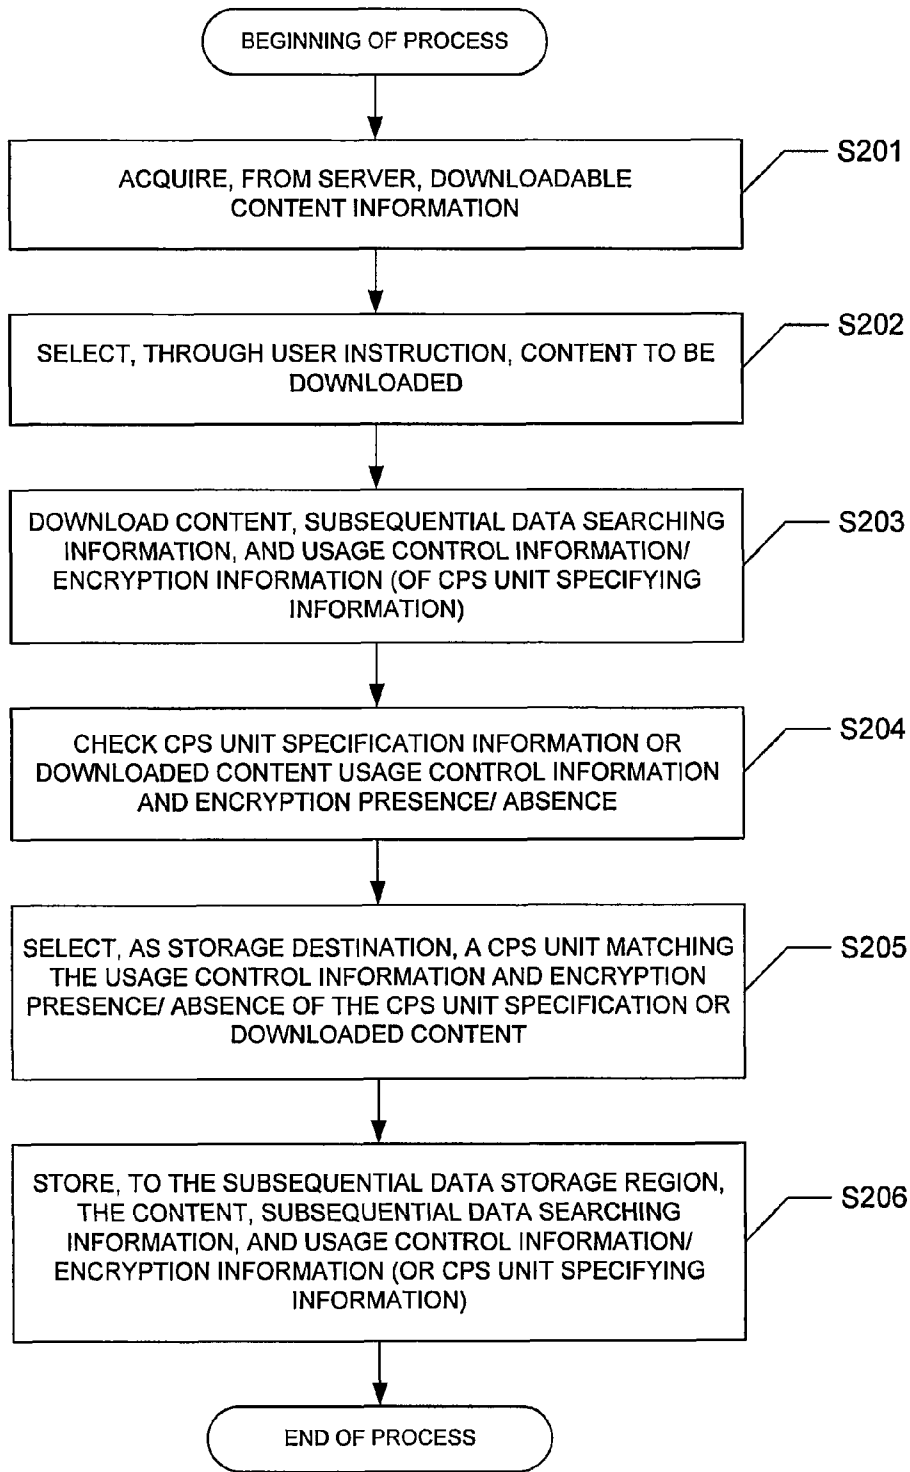 BEGINNING OF PROCESS
S201
ACQUIRE, FROM SERVER, DOWNLOADABLE
CONTENT INFORMATION
S202
SELECT, THROUGH USER INSTRUCTION, CONTENT TO BE
DOWNLOADED
S203
DOWNLOAD CONTENT, SUBSEQUENTIAL DATA SEARCHING
INFORMATION, AND USAGE CONTROL INFORMATION/
ENCRYPTION INFORMATION (OF CPS UNIT SPECIFYING
INFORMATION)
S204
CHECK CPS UNIT SPECIFICATION INFORMATION OR
DOWNLOADED CONTENT USAGE CONTROL INFORMATION
AND ENCRYPTION PRESENCE/ ABSENCE
S205
SELECT, AS STORAGE DESTINATION, A CPS UNIT MATCHING
THE USAGE CONTROL INFORMATION AND ENCRYPTION
PRESENCE/ ABSENCE OF THE CPS UNIT SPECIFICATION OR
DOWNLOADED CONTENT
S206
STORE, TO THE SUBSEQUENTIAL DATA STORAGE REGION,
THE CONTENT, SUBSEQUENTIAL DATA SEARCHING
INFORMATION, AND USAGE CONTROL INFORMATION/
ENCRYPTION INFORMATION (OR CPS UNIT SPECIFYING
INFORMATION)
END OF PROCESS